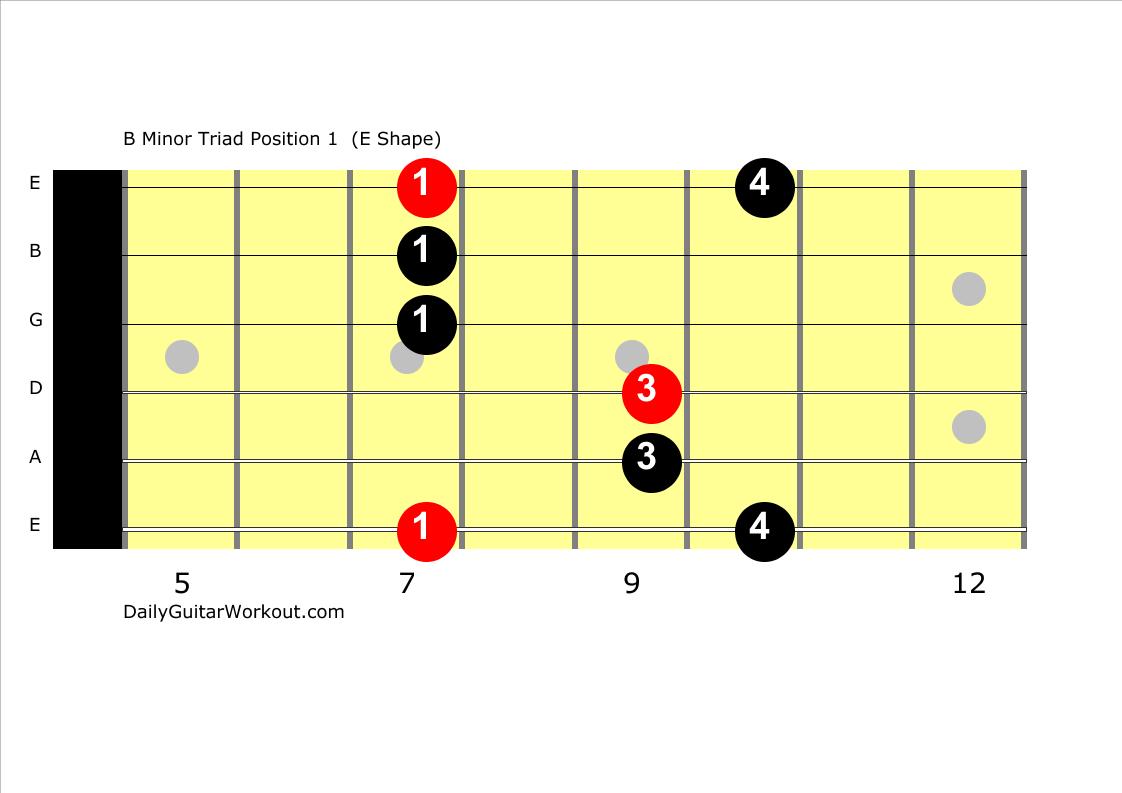 B Minor Triad Position 1  (E Shape)
E 1 4
B 1
G 1
D 3
A 3
E 1 4
5 7 9 12
DailyGuitarWorkout.com